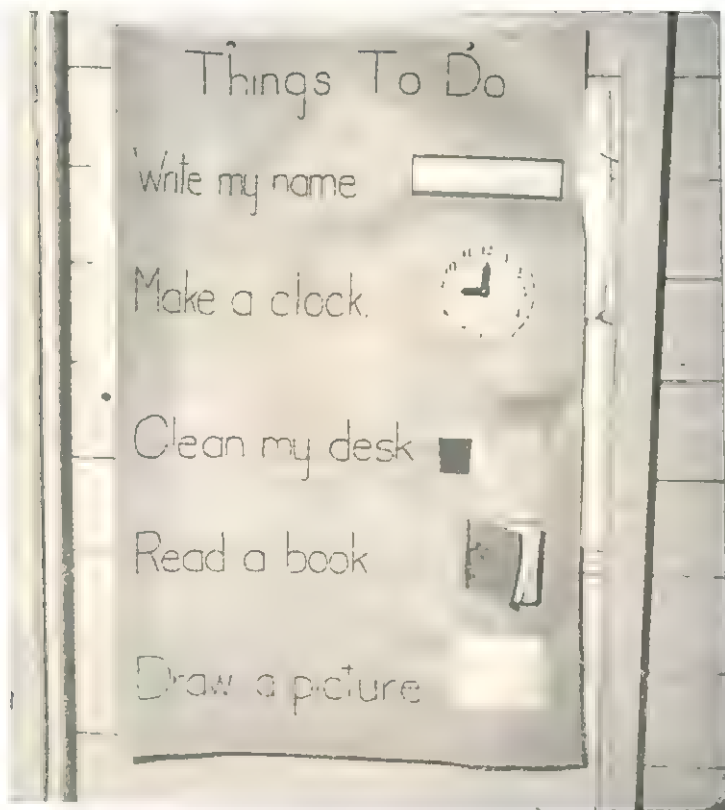 Things To Do
Write my name
Make a clock.
Clean my desk
Read a book
Draw a picture